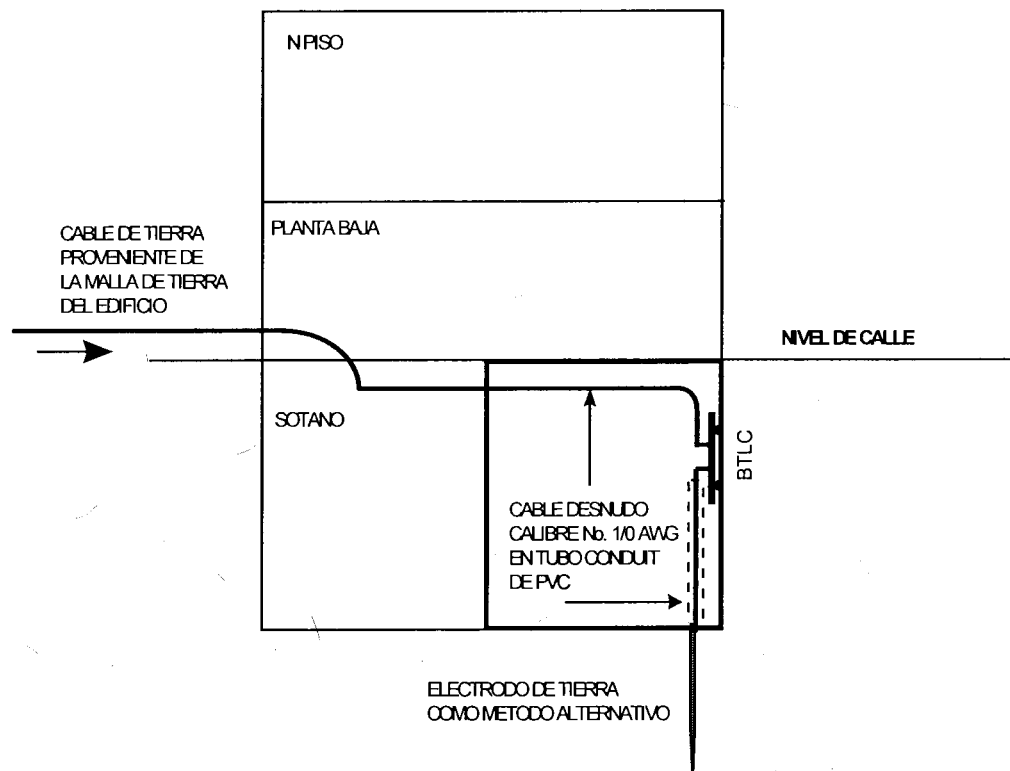 N PISO
PLANTA BAJA
CABLE DE TIERRA
PROVENIENTE DE
LA MALLA DE TIERRA
DEL EDIFICIO
NIVEL DE CALLE
SOTANO
BTLC
CABLE DESNUDO
CALIBRE No. 1/0 AWG
EN TUBO CONDUIT
DE PVC
ELECTRODO DE TIERRA
COMO METODO ALTERNATIVO